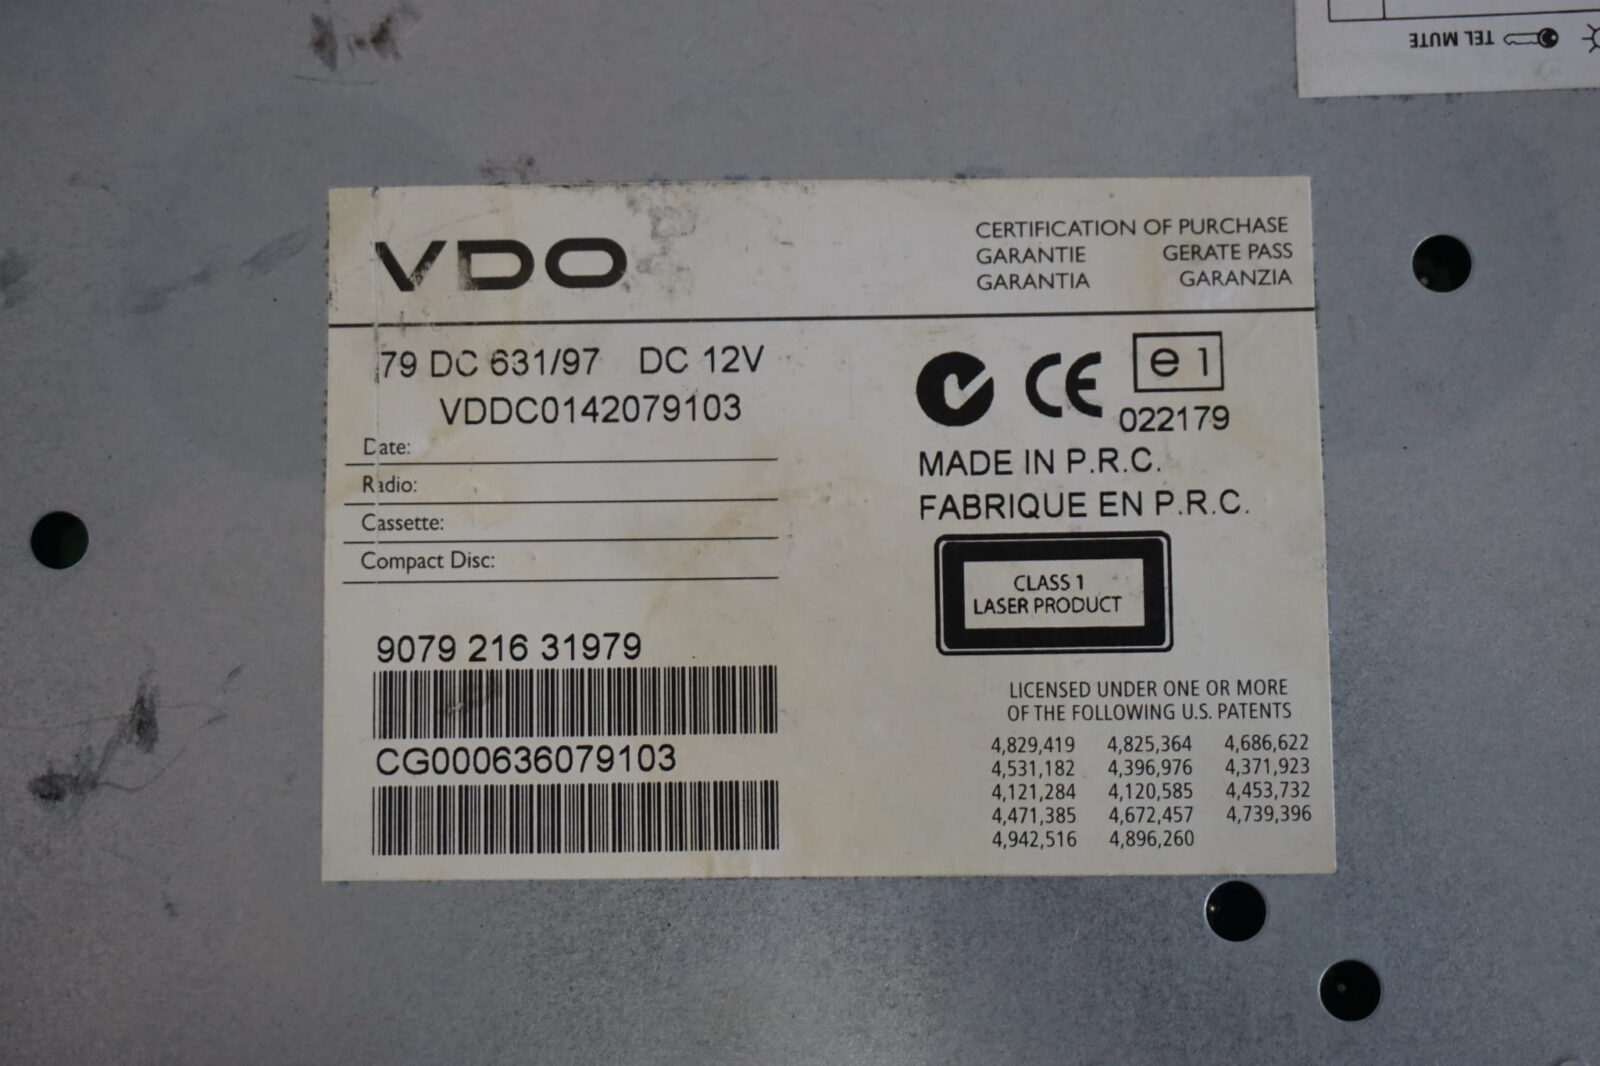 TEL MUTE
VDO
CERTIFICATION OF PURCHASE
GARANTIE GERATE PASS
GARANTIA GARANZIA
79 DC 631/97 DC 12V
VDDC0142079103
Date:
Radio:
Cassette:
Compact Disc:
9079 216 31979
CG000636079103
CE
e1
022179
MADE IN P.R.C.
FABRIQUE EN P.R.C.
CLASS 1
LASER PRODUCT
LICENSED UNDER ONE OR MORE
OF THE FOLLOWING U.S. PATENTS
4,829,419 4,825,364 4,686,622
4,531,182 4,396,976 4,371,923
4,121,284 4,120,585 4,453,732
4,471,385 4,672,457 4,739,396
4,942,516 4,896,260